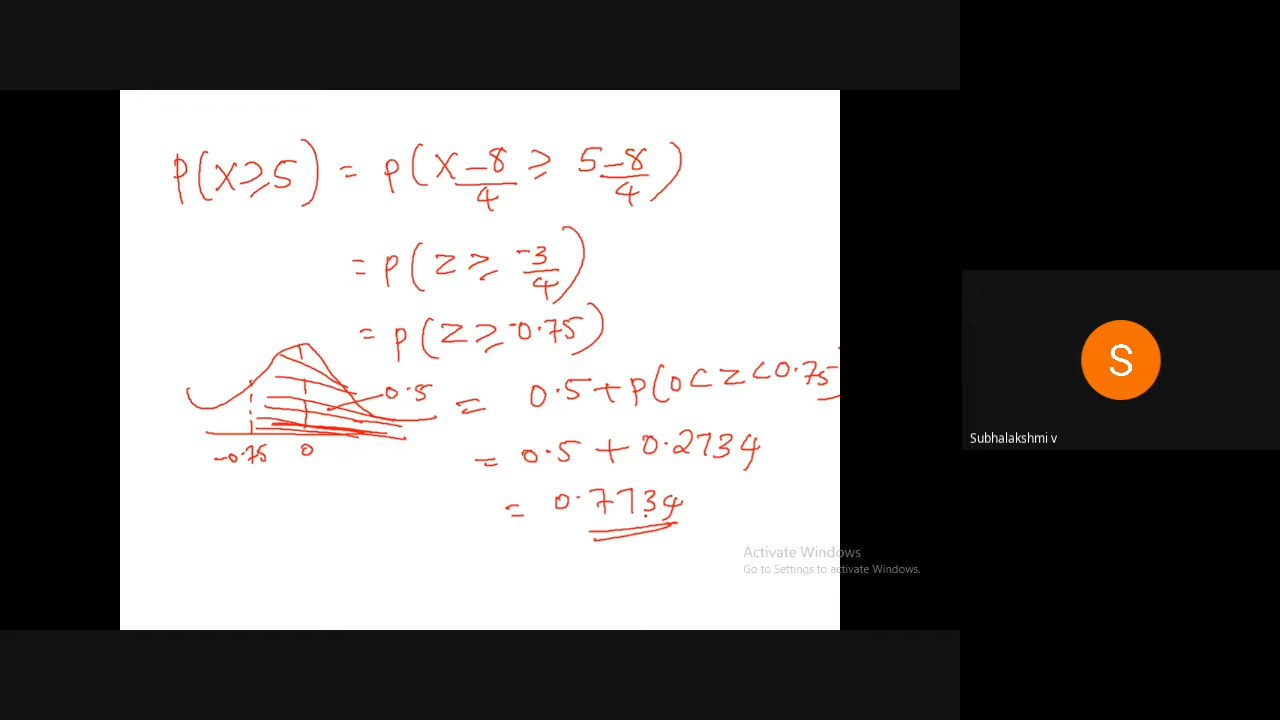 P(X ≥ 5) = P(X-8/4 ≥ 5-8/4)
= P(Z ≥ -3/4)
= P(Z ≥ -0.75)
0.5
-0.75 0
= 0.5 + P(0 < Z < 0.75
= 0.5 + 0.2734
= 0.7734
Activate Windows
Go to Settings to activate Windows.
S
Subhalakshmi v